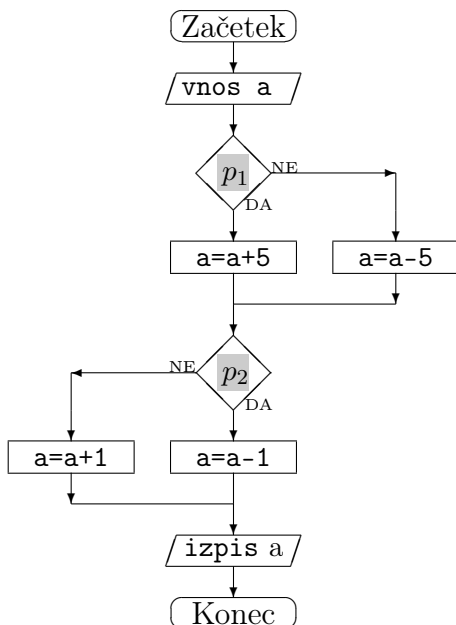 Začetek
vnos a
p₁
NE
DA
a=a+5
a=a-5
p₂
NE
DA
a=a+1
a=a-1
izpis a
Konec